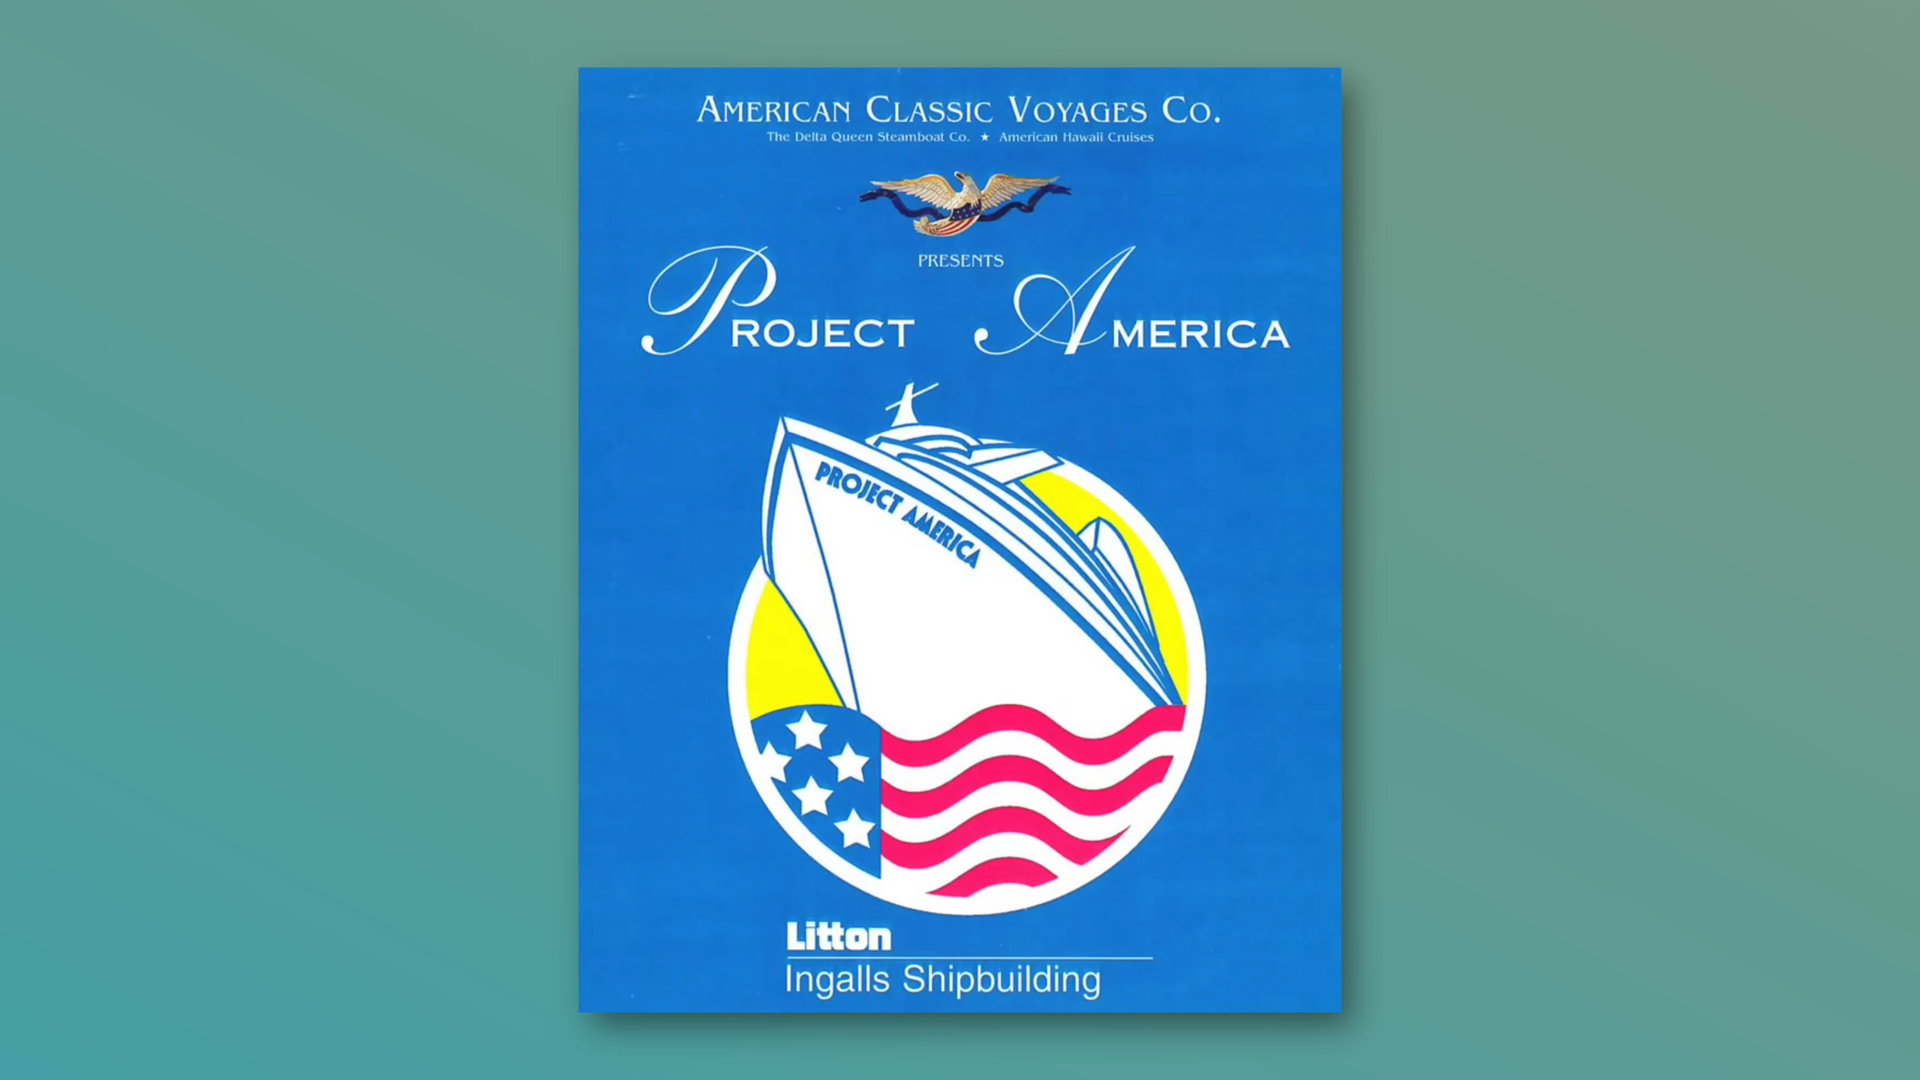 AMERICAN CLASSIC VOYAGES CO.
The Delta Queen Steamboat Co. ★ American Hawaii Cruises
PRESENTS
PROJECT AMERICA
PROJECT AMERICA
Litton
Ingalls Shipbuilding